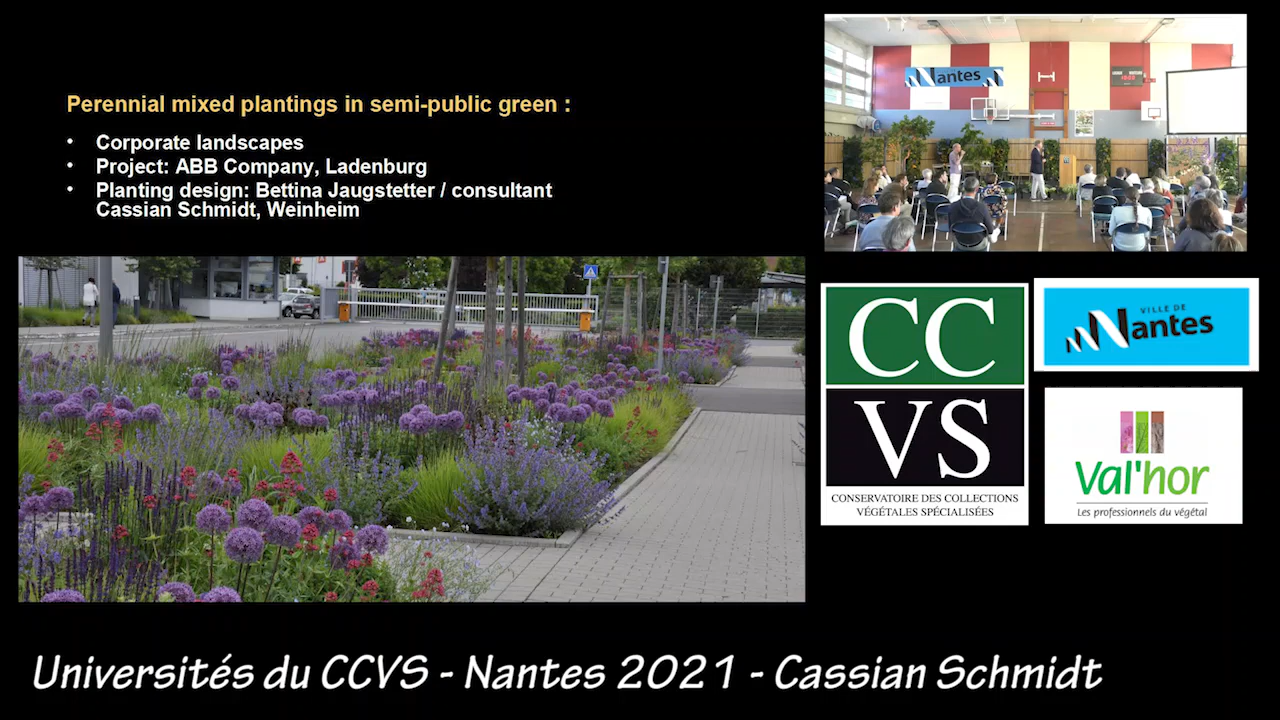 Perennial mixed plantings in semi-public green :
• Corporate landscapes
• Project: ABB Company, Ladenburg
• Planting design: Bettina Jaugstetter / consultant
Cassian Schmidt, Weinheim
Nantes
CC
VS
CONSERVATOIRE DES COLLECTIONS
VÉGÉTALES SPÉCIALISÉES
VILLE DE
Nantes
Val'hor
Les professionnels du végétal
Universités du CCVS - Nantes 2021 - Cassian Schmidt